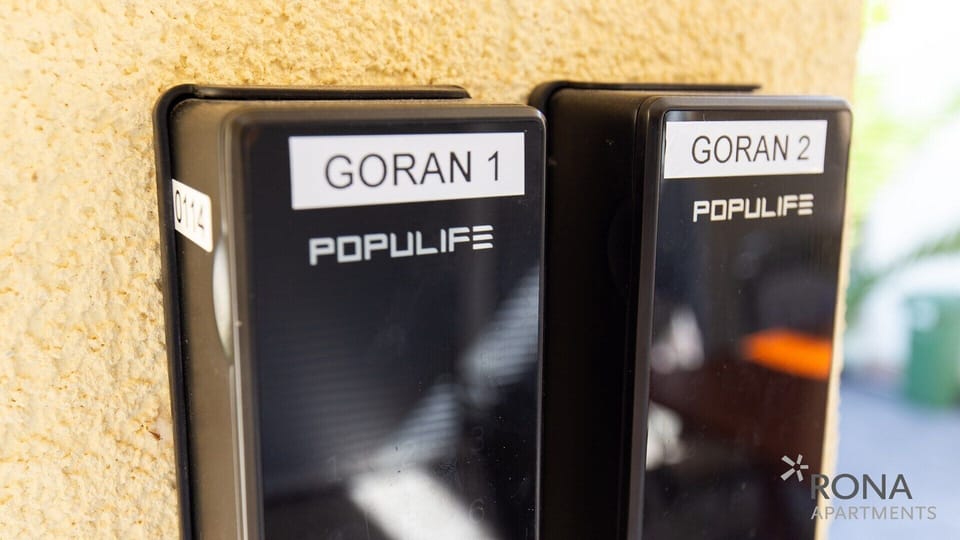 GORAN 1
POPULIFE
0114
GORAN 2
POPULIFE
RONA
APARTMENTS